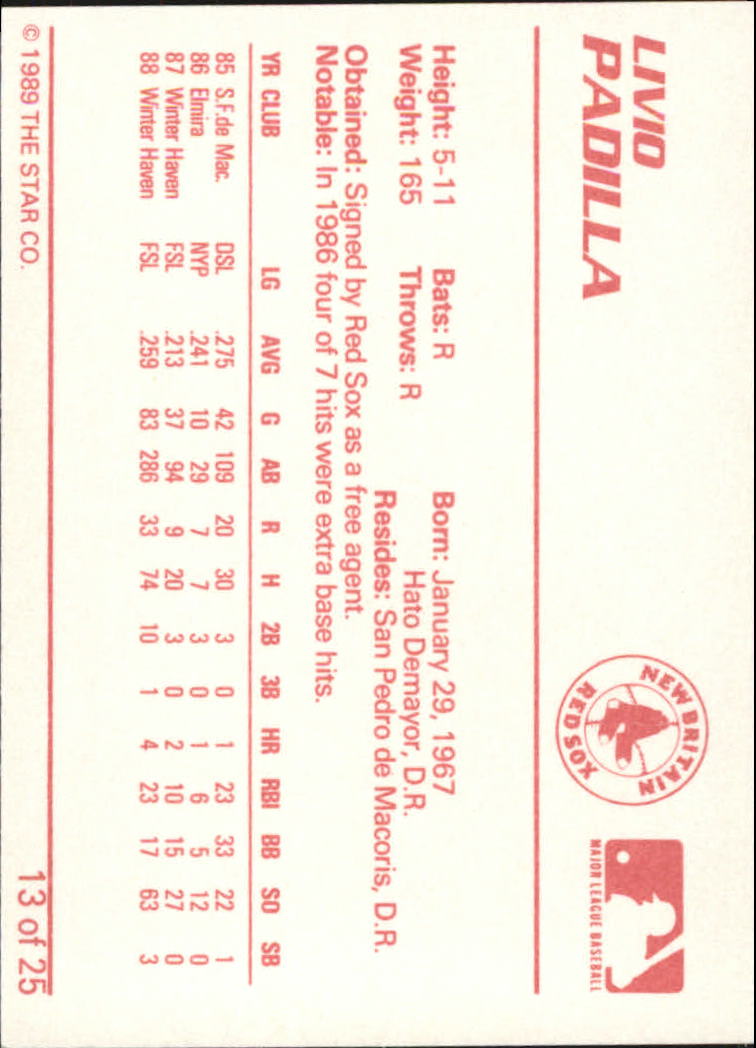 LIVIO
PADILLA
NEW BRITAIN
RED SOX
MAJOR LEAGUE BASEBALL
Height: 5-11 Bats: R Born: January 29, 1967
Weight: 165 Throws: R Hato Demayor, D.R.
Resides: San Pedro de Macoris, D.R.
Obtained: Signed by Red Sox as a free agent.
Notable: In 1986 four of 7 hits were extra base hits.
YR CLUB LG AVG G AB R H 2B 3B HR RBI BB SO SB
85 S.F.de Mac. DSL .275 42 109 20 30 3 0 1 23 33 22 1
86 Elmira NYP .241 10 29 7 7 3 0 1 6 5 12 0
87 Winter Haven FSL .213 37 94 9 20 3 0 2 10 15 27 0
88 Winter Haven FSL .259 83 286 33 74 10 1 4 23 17 63 3
© 1989 THE STAR CO. 13 of 25